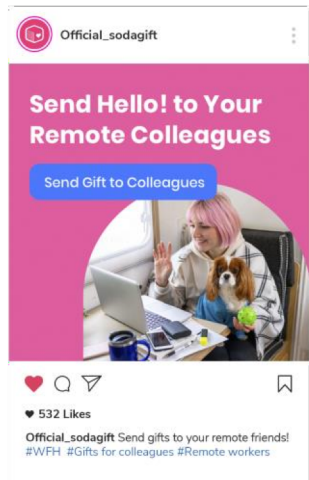 Official_sodagift
Send Hello! to Your
Remote Colleagues
Send Gift to Colleagues
532 Likes
Official_sodagift Send gifts to your remote friends!
#WFH #Gifts for colleagues #Remote workers